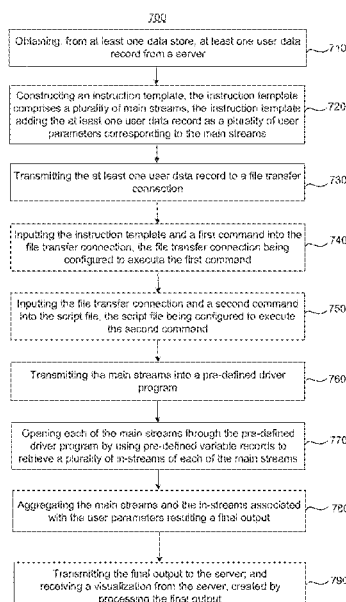 700
Obtaining, from at least one data store, at least one user data
record from a server
710
Constructing an instruction template, the instruction template
comprises a plurality of main streams, the instruction template
adding the at least one user data record as a plurality of user
parameters corresponding to the main streams
720
Transmitting the at least one user data record to a file transfer
connection
730
Inputting the instruction template and a first command into the
file transfer connection, the file transfer connection being
configured to execute the first command
740
Inputting the file transfer connection and a second command
into the script file, the script file being configured to execute
the second command
750
Transmitting the main streams into a pre-defined driver
program
760
Opening each of the main streams through the pre-defined
driver program by using pre-defined variable records to
retrieve a plurality of in-streams of each of the main streams
770
Aggregating the main streams and the in-streams associated
with the user parameters resulting a final output
780
Transmitting the final output to the server; and
receiving a visualization from the server, created by
processing the final output
790